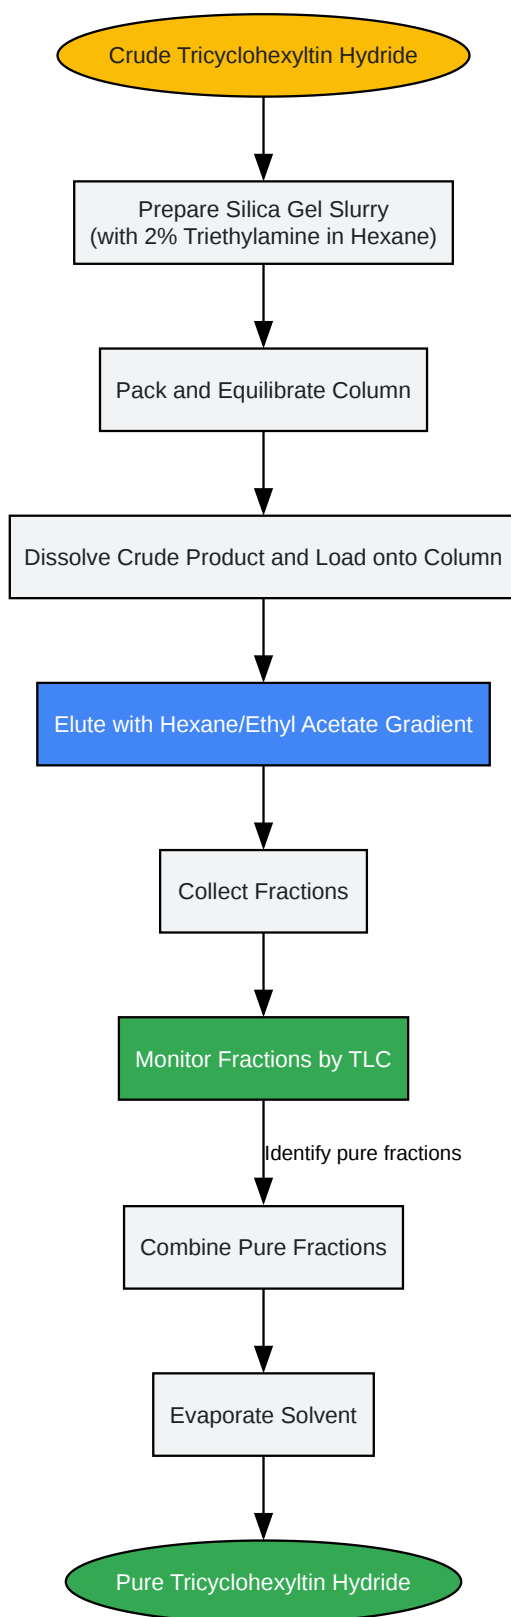 Crude Tricyclohexyltin Hydride
Prepare Silica Gel Slurry
(with 2% Triethylamine in Hexane)
Pack and Equilibrate Column
Dissolve Crude Product and Load onto Column
Elute with Hexane/Ethyl Acetate Gradient
Collect Fractions
Monitor Fractions by TLC
Identify pure fractions
Combine Pure Fractions
Evaporate Solvent
Pure Tricyclohexyltin Hydride